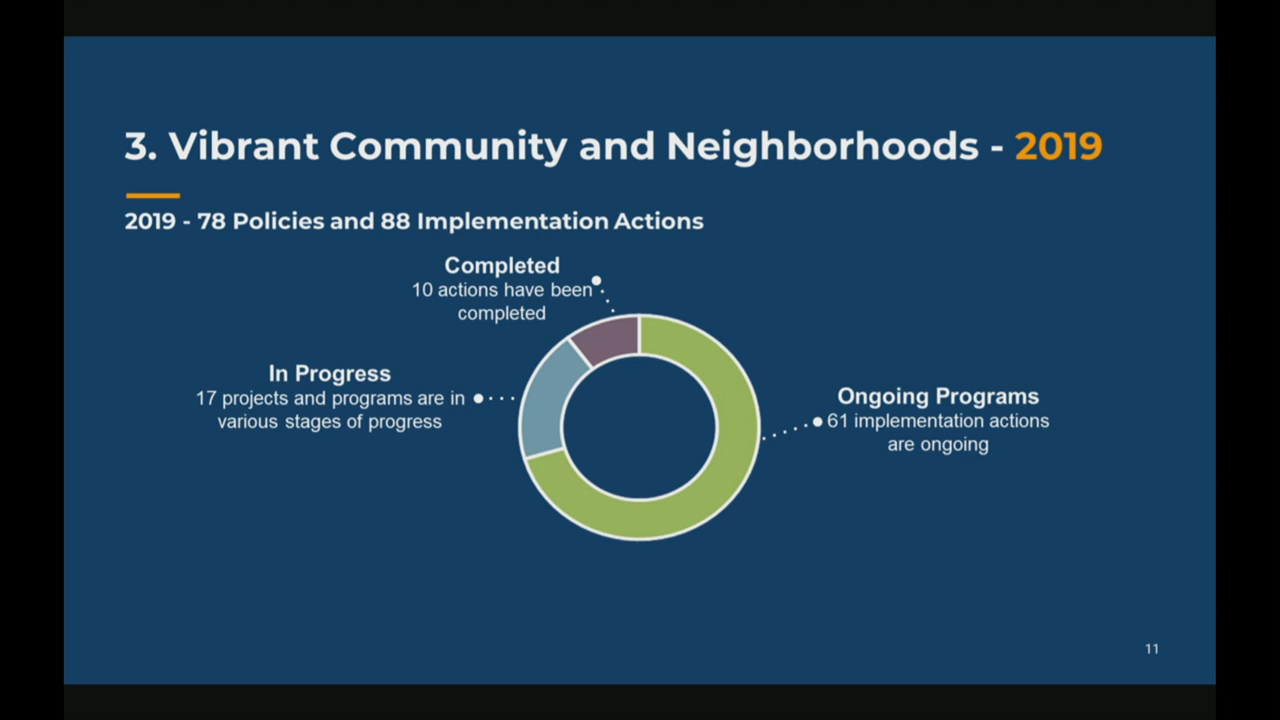 3. Vibrant Community and Neighborhoods - 2019
2019 - 78 Policies and 88 Implementation Actions
Completed
10 actions have been
completed
In Progress
17 projects and programs are in
various stages of progress
Ongoing Programs
61 implementation actions
are ongoing
11